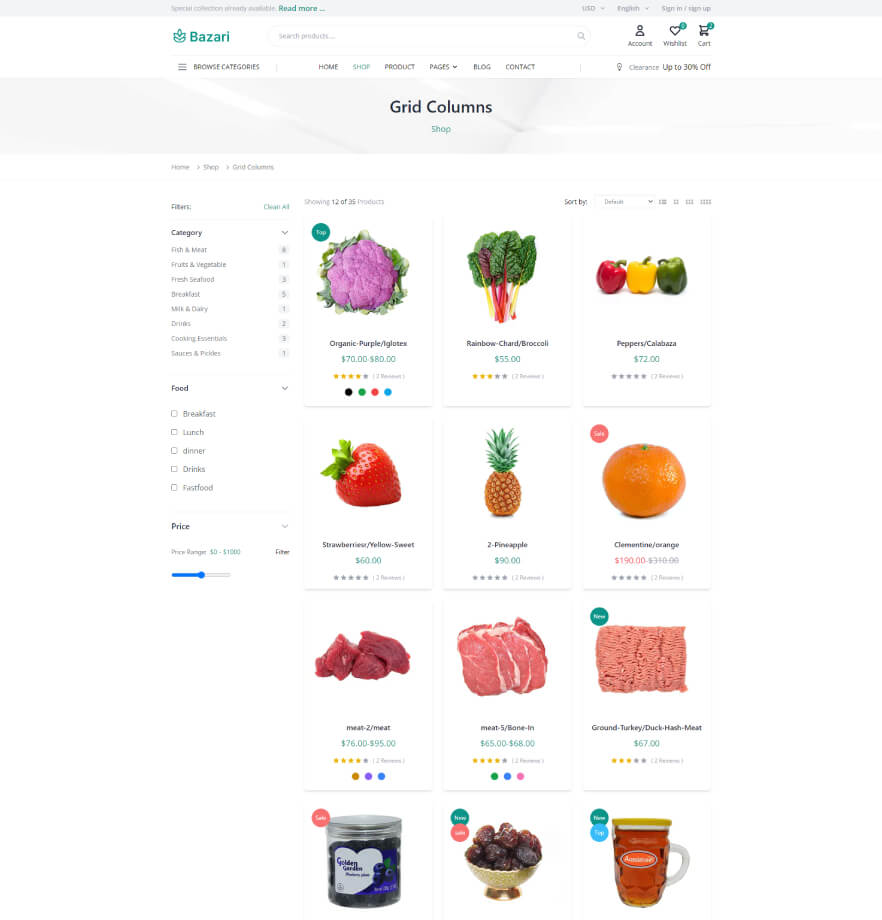 Special collection already available. Read more ...
USD English Sign in / sign up
Bazari
Search products....
0
2
Account Wishlist Cart
BROWSE CATEGORIES
HOME SHOP PRODUCT PAGES BLOG CONTACT
Clearance Up to 30% Off
Grid Columns
Shop
Home > Shop > Grid Columns
Filters: Clean All
Category
Fish & Meat 6
Fruits & Vegetable 1
Fresh Seafood 3
Breakfast 5
Milk & Dairy 1
Drinks 2
Cooking Essentials 3
Sauces & Pickles 1
Food
Breakfast
Lunch
dinner
Drinks
Fastfood
Price
Price Range: $0 - $1000 Filter
Showing 12 of 35 Products
Sort by: Default
Top
Organic-Purple/Iglotex
$70.00-$80.00
( 2 Reviews )
Rainbow-Chard/Broccoli
$55.00
( 2 Reviews )
Peppers/Calabaza
$72.00
( 2 Reviews )
Strawberriesr/Yellow-Sweet
$60.00
( 2 Reviews )
2-Pineapple
$90.00
( 2 Reviews )
Sale
Clementine/orange
$190.00-$310.00
( 2 Reviews )
meat-2/meat
$76.00-$95.00
( 2 Reviews )
meat-5/Bone-In
$65.00-$68.00
( 2 Reviews )
New
Ground-Turkey/Duck-Hash-Meat
$67.00
( 2 Reviews )
Sale
Golden
Garden
New
sale
New
Top